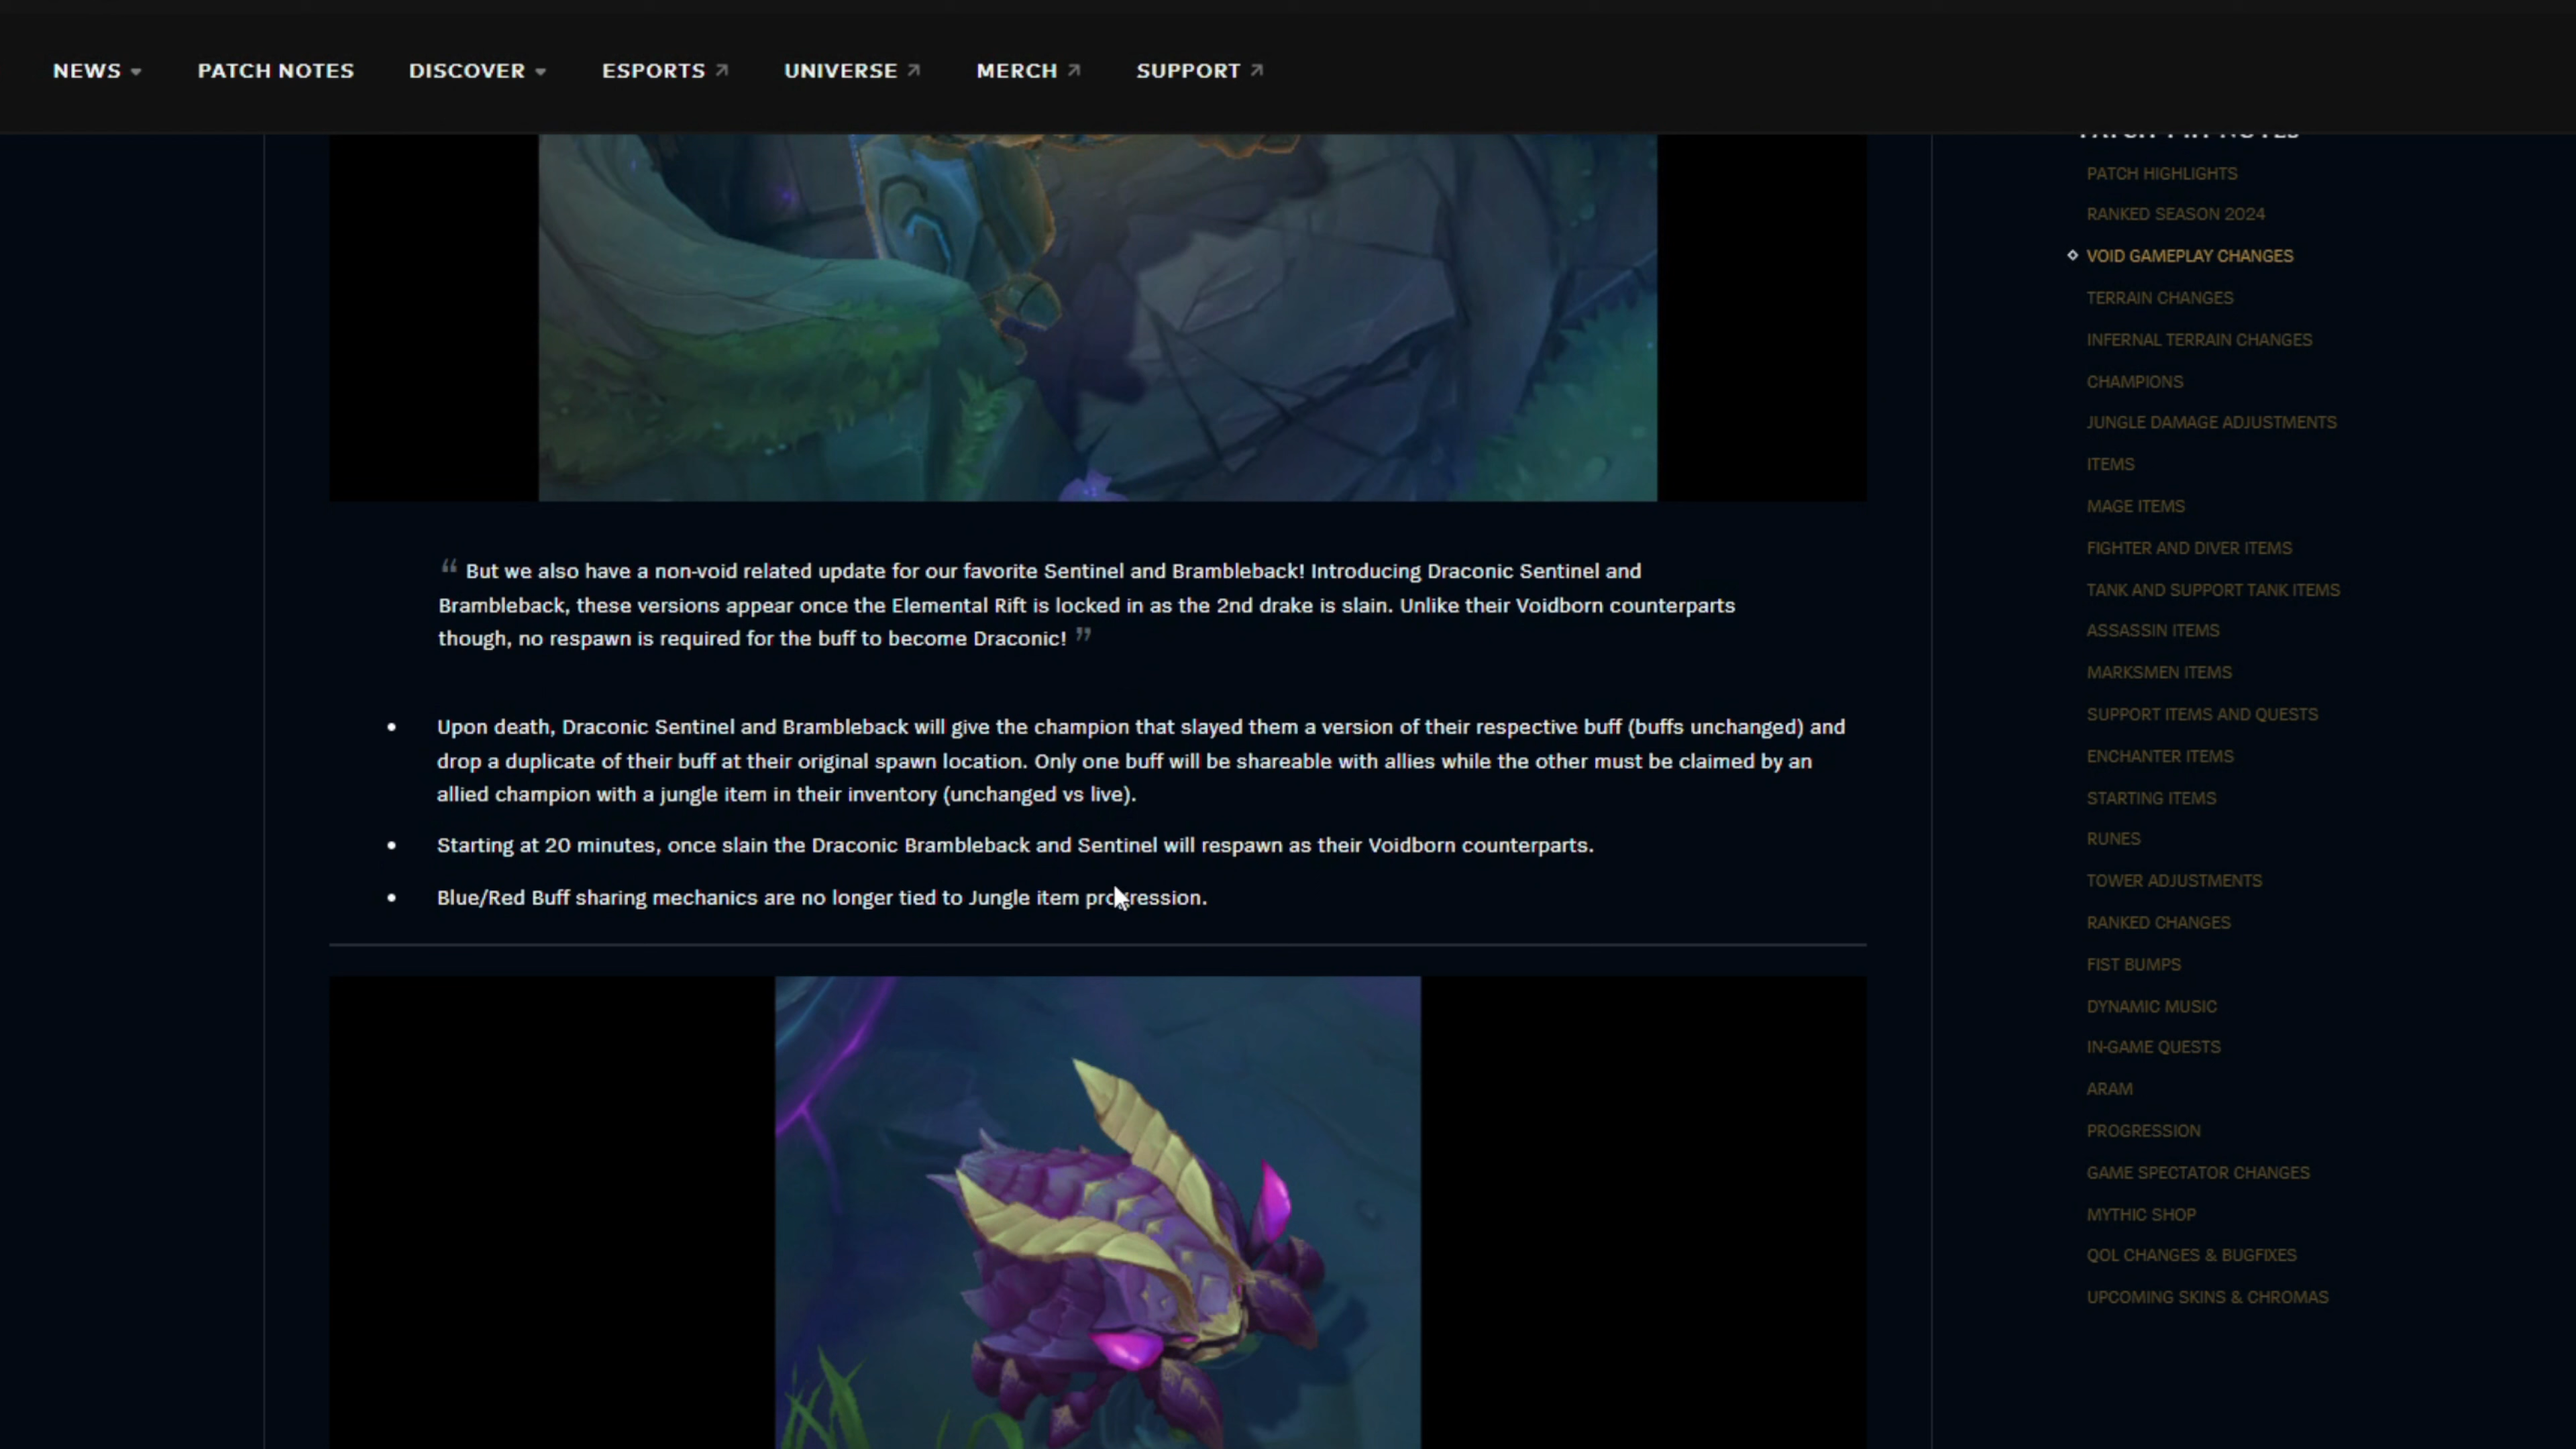 NEWS PATCH NOTES DISCOVER ESPORTS UNIVERSE MERCH SUPPORT
“ But we also have a non-void related update for our favorite Sentinel and Brambleback! Introducing Draconic Sentinel and
Brambleback, these versions appear once the Elemental Rift is locked in as the 2nd drake is slain. Unlike their Voidborn counterparts
though, no respawn is required for the buff to become Draconic! ”
• Upon death, Draconic Sentinel and Brambleback will give the champion that slayed them a version of their respective buff (buffs unchanged) and
drop a duplicate of their buff at their original spawn location. Only one buff will be shareable with allies while the other must be claimed by an
allied champion with a jungle item in their inventory (unchanged vs live).
• Starting at 20 minutes, once slain the Draconic Brambleback and Sentinel will respawn as their Voidborn counterparts.
• Blue/Red Buff sharing mechanics are no longer tied to Jungle item progression.
PATCH HIGHLIGHTS
RANKED SEASON 2024
VOID GAMEPLAY CHANGES
TERRAIN CHANGES
INFERNAL TERRAIN CHANGES
CHAMPIONS
JUNGLE DAMAGE ADJUSTMENTS
ITEMS
MAGE ITEMS
FIGHTER AND DIVER ITEMS
TANK AND SUPPORT TANK ITEMS
ASSASSIN ITEMS
MARKSMEN ITEMS
SUPPORT ITEMS AND QUESTS
ENCHANTER ITEMS
STARTING ITEMS
RUNES
TOWER ADJUSTMENTS
RANKED CHANGES
FIST BUMPS
DYNAMIC MUSIC
IN-GAME QUESTS
ARAM
PROGRESSION
GAME SPECTATOR CHANGES
MYTHIC SHOP
QOL CHANGES & BUGFIXES
UPCOMING SKINS & CHROMAS